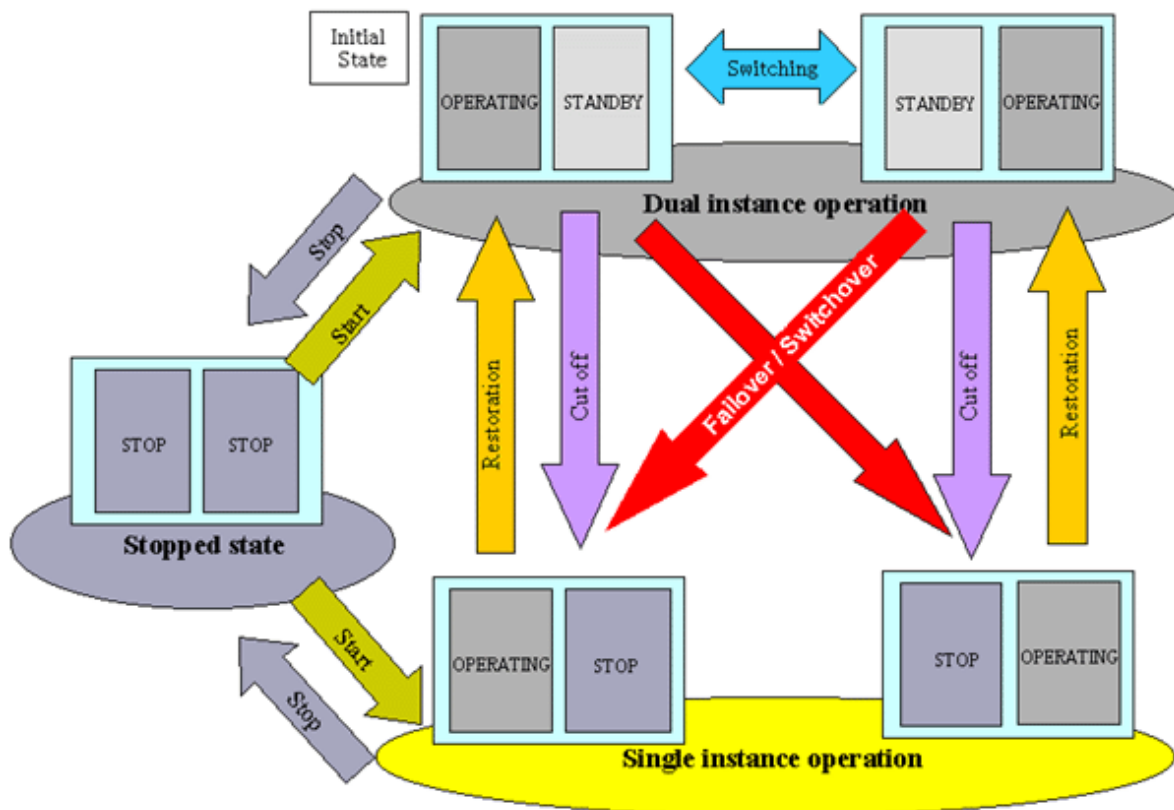 Initial
State
OPERATING
STANDBY
Switching
STANDBY
OPERATING
Dual instance operation
Stop
Start
Restoration
Cut off
Failover / Switchover
Cut off
Restoration
STOP
STOP
Stopped state
Start
Stop
OPERATING
STOP
STOP
OPERATING
Single instance operation